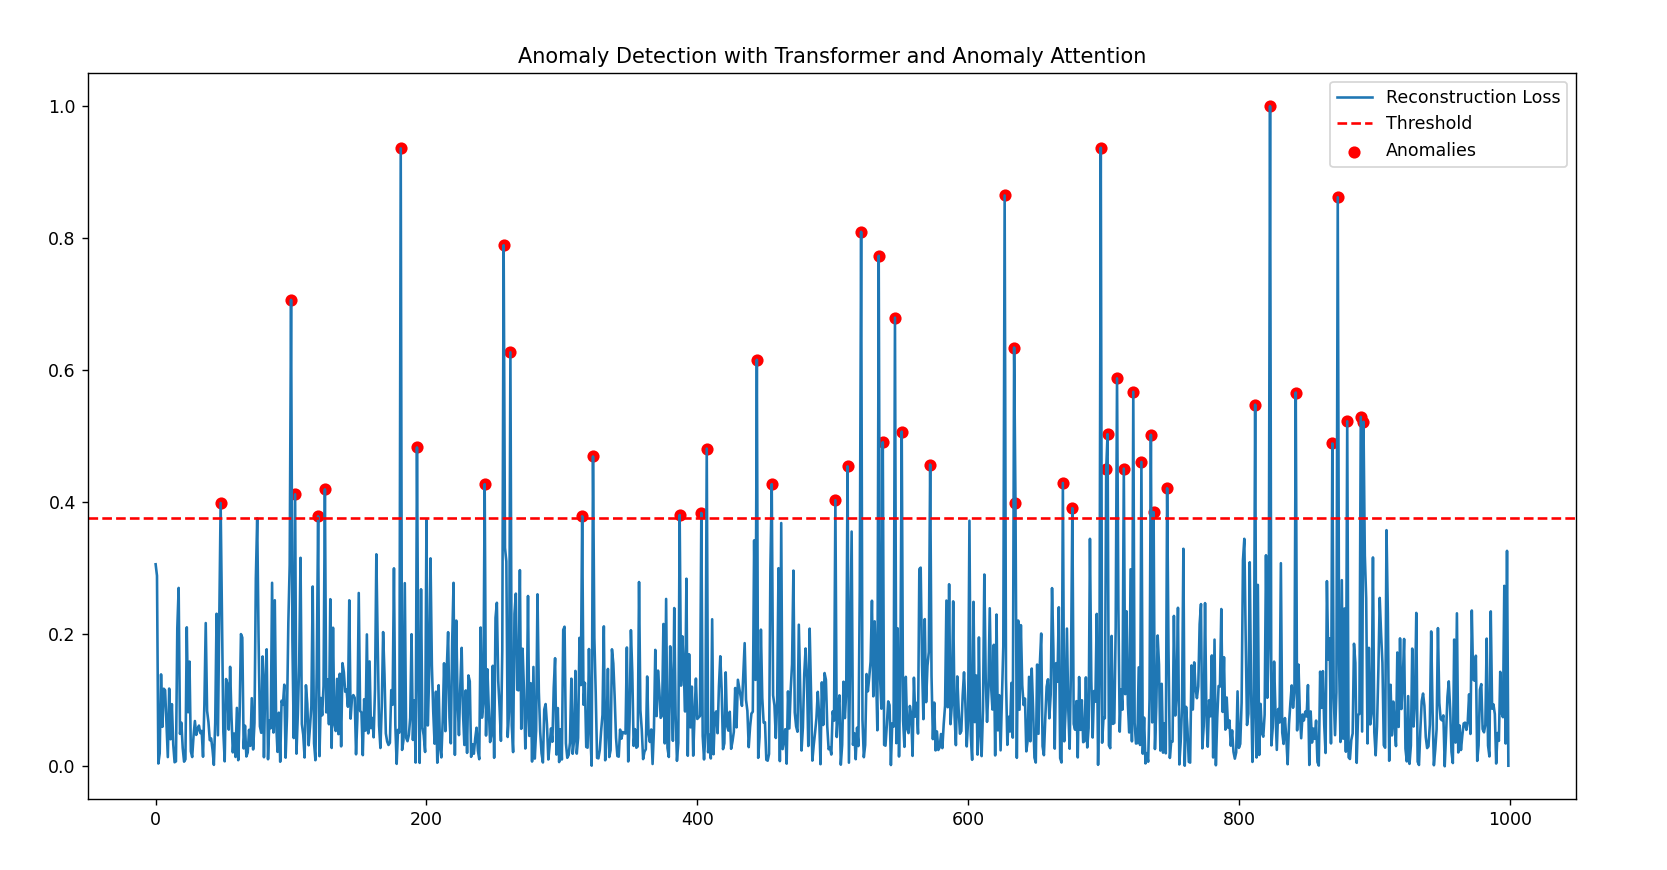 Anomaly Detection with Transformer and Anomaly Attention
1.0
0.8
0.6
0.4
0.2
0.0
Reconstruction Loss
Threshold
Anomalies
0 200 400 600 800 1000